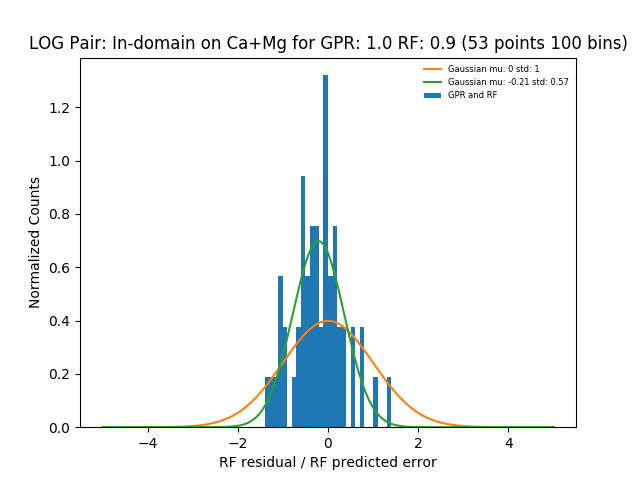 LOG Pair: In-domain on Ca+Mg for GPR: 1.0 RF: 0.9 (53 points 100 bins)
Gaussian mu: 0 std: 1
Gaussian mu: -0.21 std: 0.57
GPR and RF
Normalized Counts
1.2
1.0
0.8
0.6
0.4
0.2
0.0
−4 −2 0 2 4
RF residual / RF predicted error